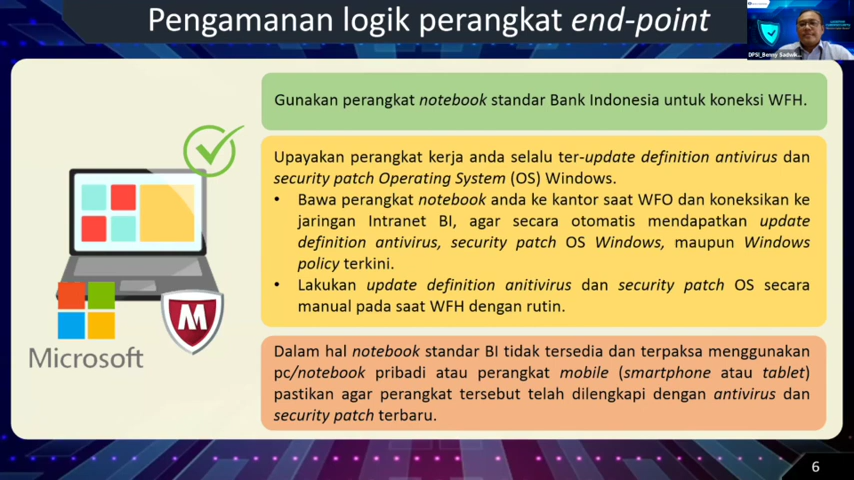 Pengamanan logik perangkat end-point
Gunakan perangkat notebook standar Bank Indonesia untuk koneksi WFH.
Upayakan perangkat kerja anda selalu ter-update definition antivirus dan
security patch Operating System (OS) Windows.
• Bawa perangkat notebook anda ke kantor saat WFO dan koneksikan ke
jaringan Intranet BI, agar secara otomatis mendapatkan update
definition antivirus, security patch OS Windows, maupun Windows
policy terkini.
• Lakukan update definition anitivirus dan security patch OS secara
manual pada saat WFH dengan rutin.
Dalam hal notebook standar BI tidak tersedia dan terpaksa menggunakan
pc/notebook pribadi atau perangkat mobile (smartphone atau tablet)
pastikan agar perangkat tersebut telah dilengkapi dengan antivirus dan
security patch terbaru.
Microsoft
6